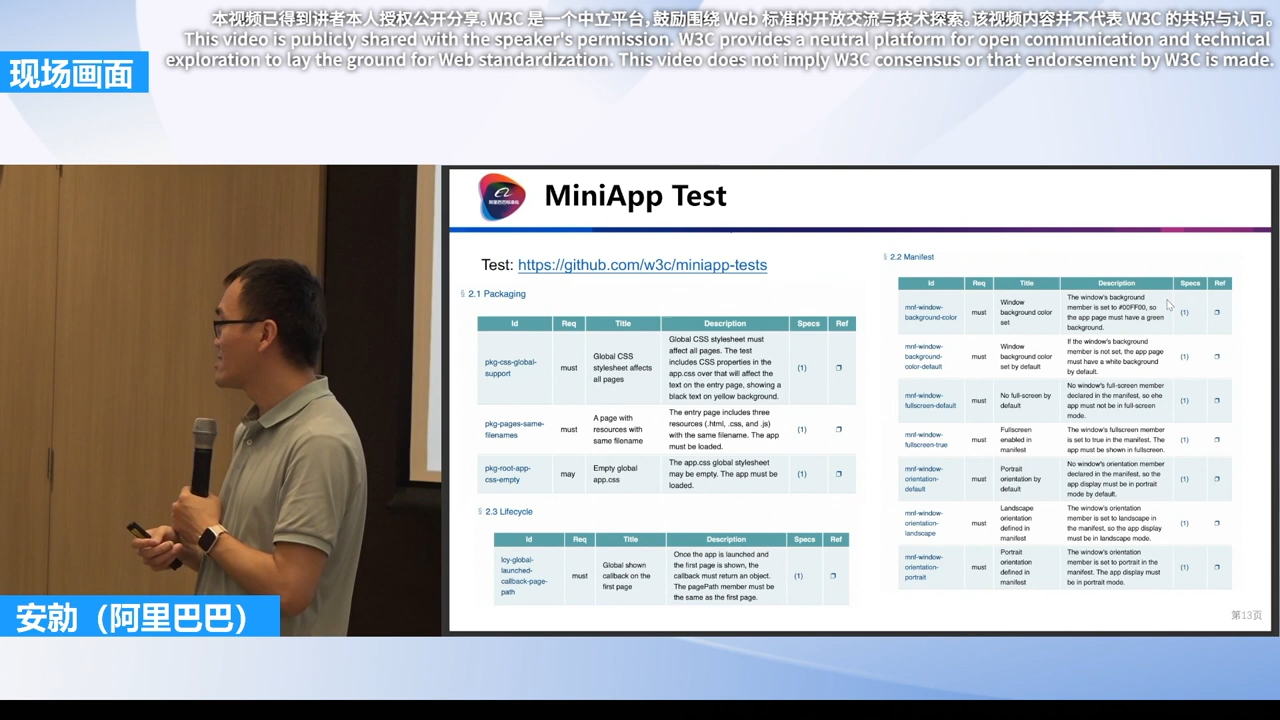 本视频已得到讲者本人授权公开分享。W3C 是一个中立平台，鼓励围绕 Web 标准的开放交流与技术探索。该视频内容并不代表 W3C 的共识与认可。
This video is publicly shared with the speaker's permission. W3C provides a neutral platform for open communication and technical
exploration to lay the ground for Web standardization. This video does not imply W3C consensus or that endorsement by W3C is made.
现场画面
MiniApp Test
Test: https://github.com/w3c/miniapp-tests
§ 2.1 Packaging
Id Req Title Description Specs Ref
pkg-css-global-
support
must
Global CSS
stylesheet affects
all pages
Global CSS stylesheet must
affect all pages. The test
includes CSS properties in the
app.css over that will affect the
text on the entry page, showing a
black text on yellow background.
(1)
pkg-pages-same-
filenames
must
A page with
resources with
same filename
The entry page includes three
resources (.html, .css, and .js)
with the same filename. The app
must be loaded.
(1)
pkg-root-app-
css-empty
may
Empty global
app.css
The app.css global stylesheet
may be empty. The app must be
loaded.
(1)
§ 2.3 Lifecycle
Id Req Title Description Specs Ref
lcy-global-
launched-
callback-page-
path
must
Global shown
callback on the
first page
Once the app is launched and
the first page is shown, the
callback must return an object.
The pagePath member must be
the same as the first page.
(1)
§ 2.2 Manifest
Id Req Title Description Specs Ref
mnf-window-
background-color
must
Window
background color
set
The window's background
member is set to #00FF00, so
the app page must have a green
background.
(1)
mnf-window-
background-
color-default
must
Window
background color
set by default
If the window's background
member is not set, the app page
must have a white background
by default.
(1)
mnf-window-
fullscreen-default
must
No full-screen by
default
No window's full-screen member
declared in the manifest, so ehe
app must not be in full-screen
mode.
(1)
mnf-window-
fullscreen-true
must
Fullscreen
enabled in
manifest
The window's fullscreen member
is set to true in the manifest. The
app must be shown in fullscreen.
(1)
mnf-window-
orientation-
default
must
Portrait
orientation by
default
No window's orientation member
declared in the manifest, so the
app display must be in portrait
mode by default.
(1)
mnf-window-
orientation-
landscape
must
Landscape
orientation
defined in
manifest
The window's orientation
member is set to landscape in
the manifest, so the app display
must be in landscape mode.
(1)
mnf-window-
orientation-
portrait
must
Portrait
orientation
defined in
manifest
The window's orientation
member is set to portrait in the
manifest. The app display must
be in portrait mode.
(1)
第13页
安勍（阿里巴巴）